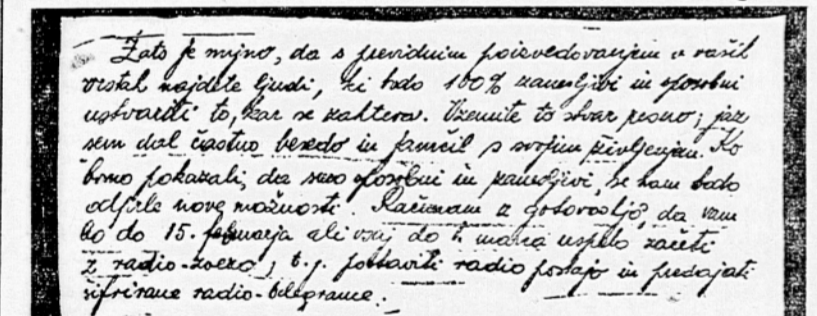 Zato je nujno, da s previdnim poizvedovanjem v vaših
vrstah najdete ljudi, ki bodo 100% zanesljivi in sposobni
ustvariti to, kar se zahteva. Vzemite to stvar resno; jaz
sem dal častno besedo in jamčil s svojim življenjem. Ko
bomo pokazali, da smo sposobni in zanesljivi, se nam bodo
odprle nove možnosti. Računam z gotovostjo, da vam
bo do 15. februarja ali vsaj do 1. marca uspelo začeti
z radio-zvezo, t.j. postaviti radio postajo in predajati
šifrirane radio-telegrame.